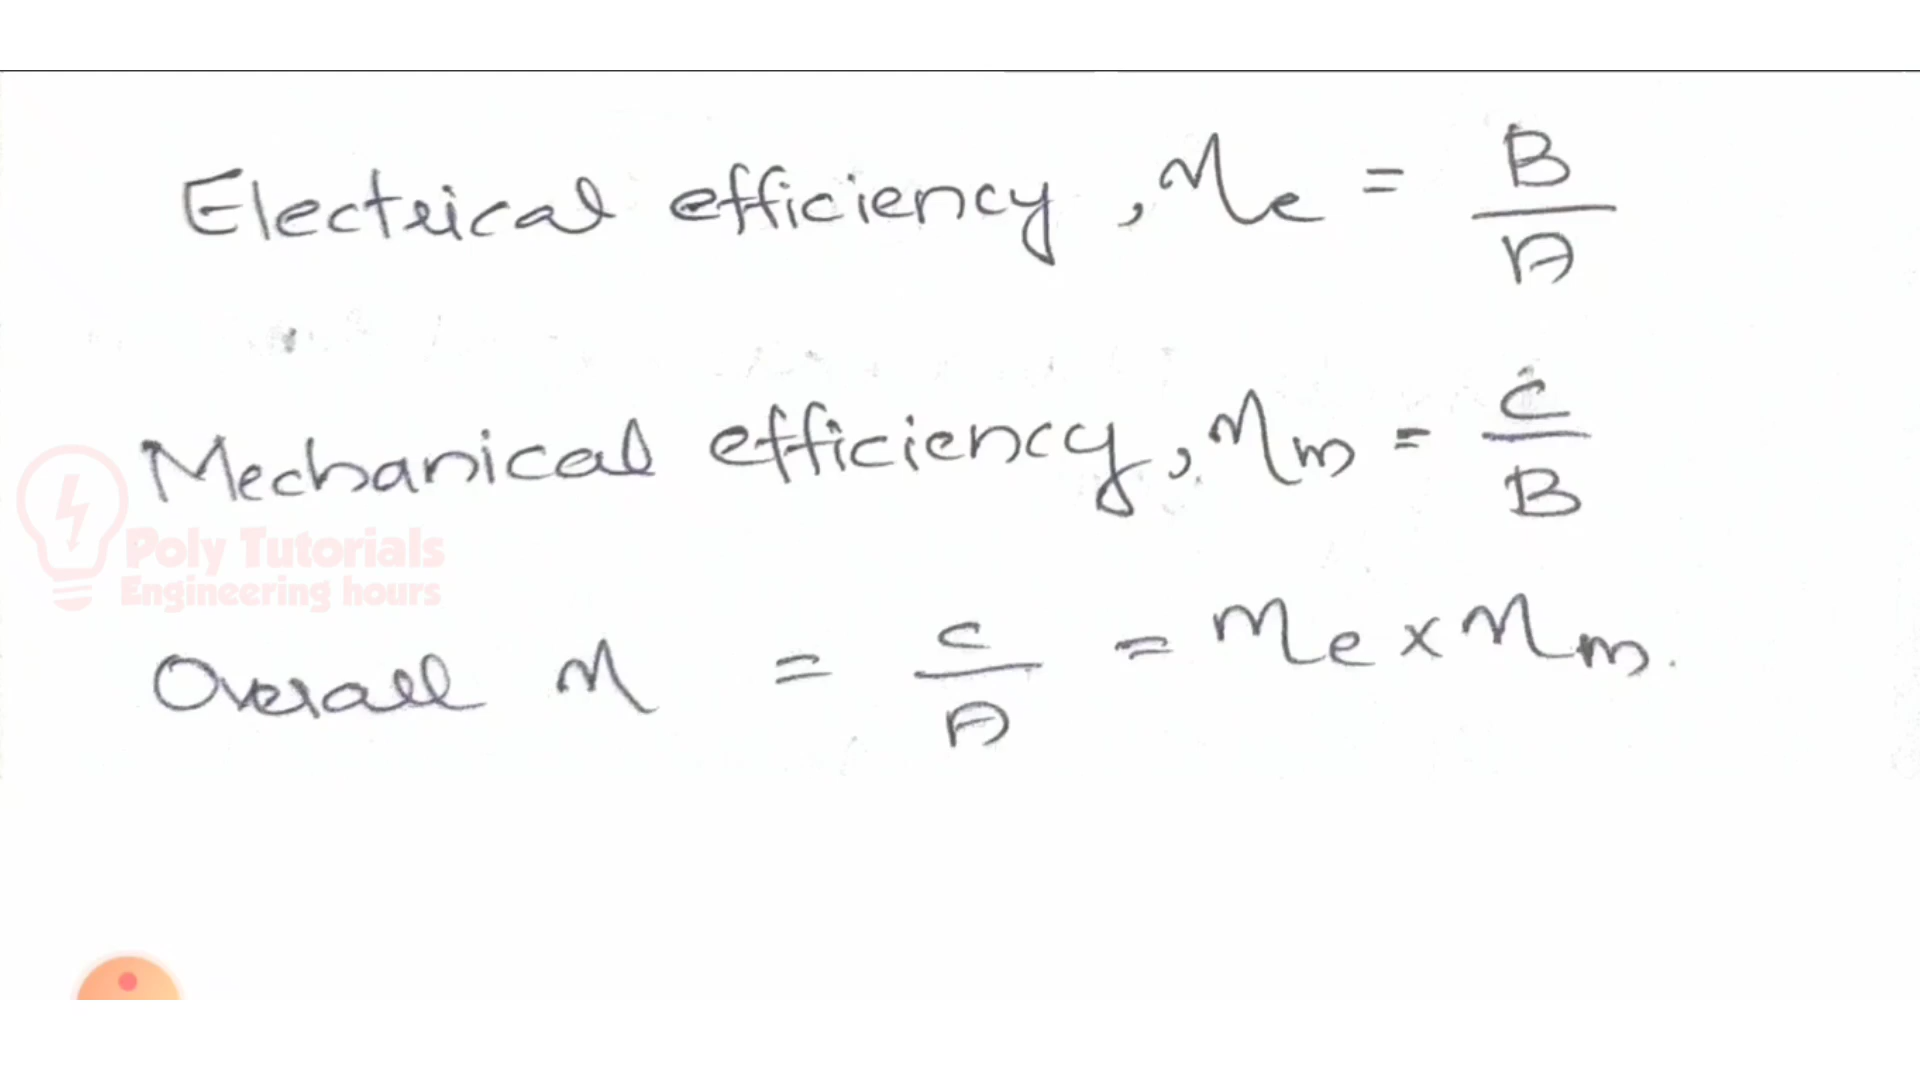 Electrical efficiency, ηe = B/A
Mechanical efficiency, ηm = C/B
Poly Tutorials
Engineering hours
Overall η = C/A = ηe x ηm.